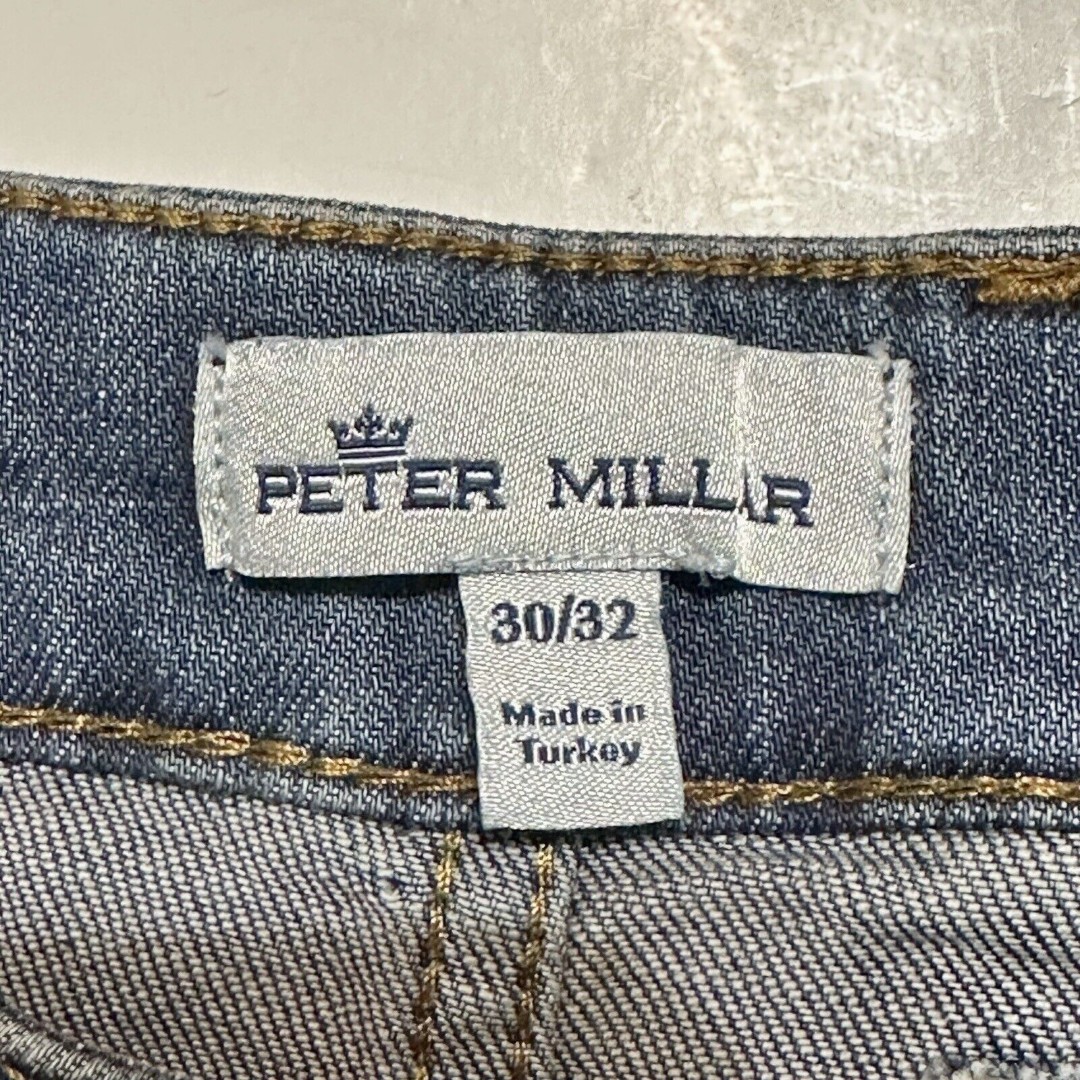 PETER MILLAR
30/32
Made in
Turkey